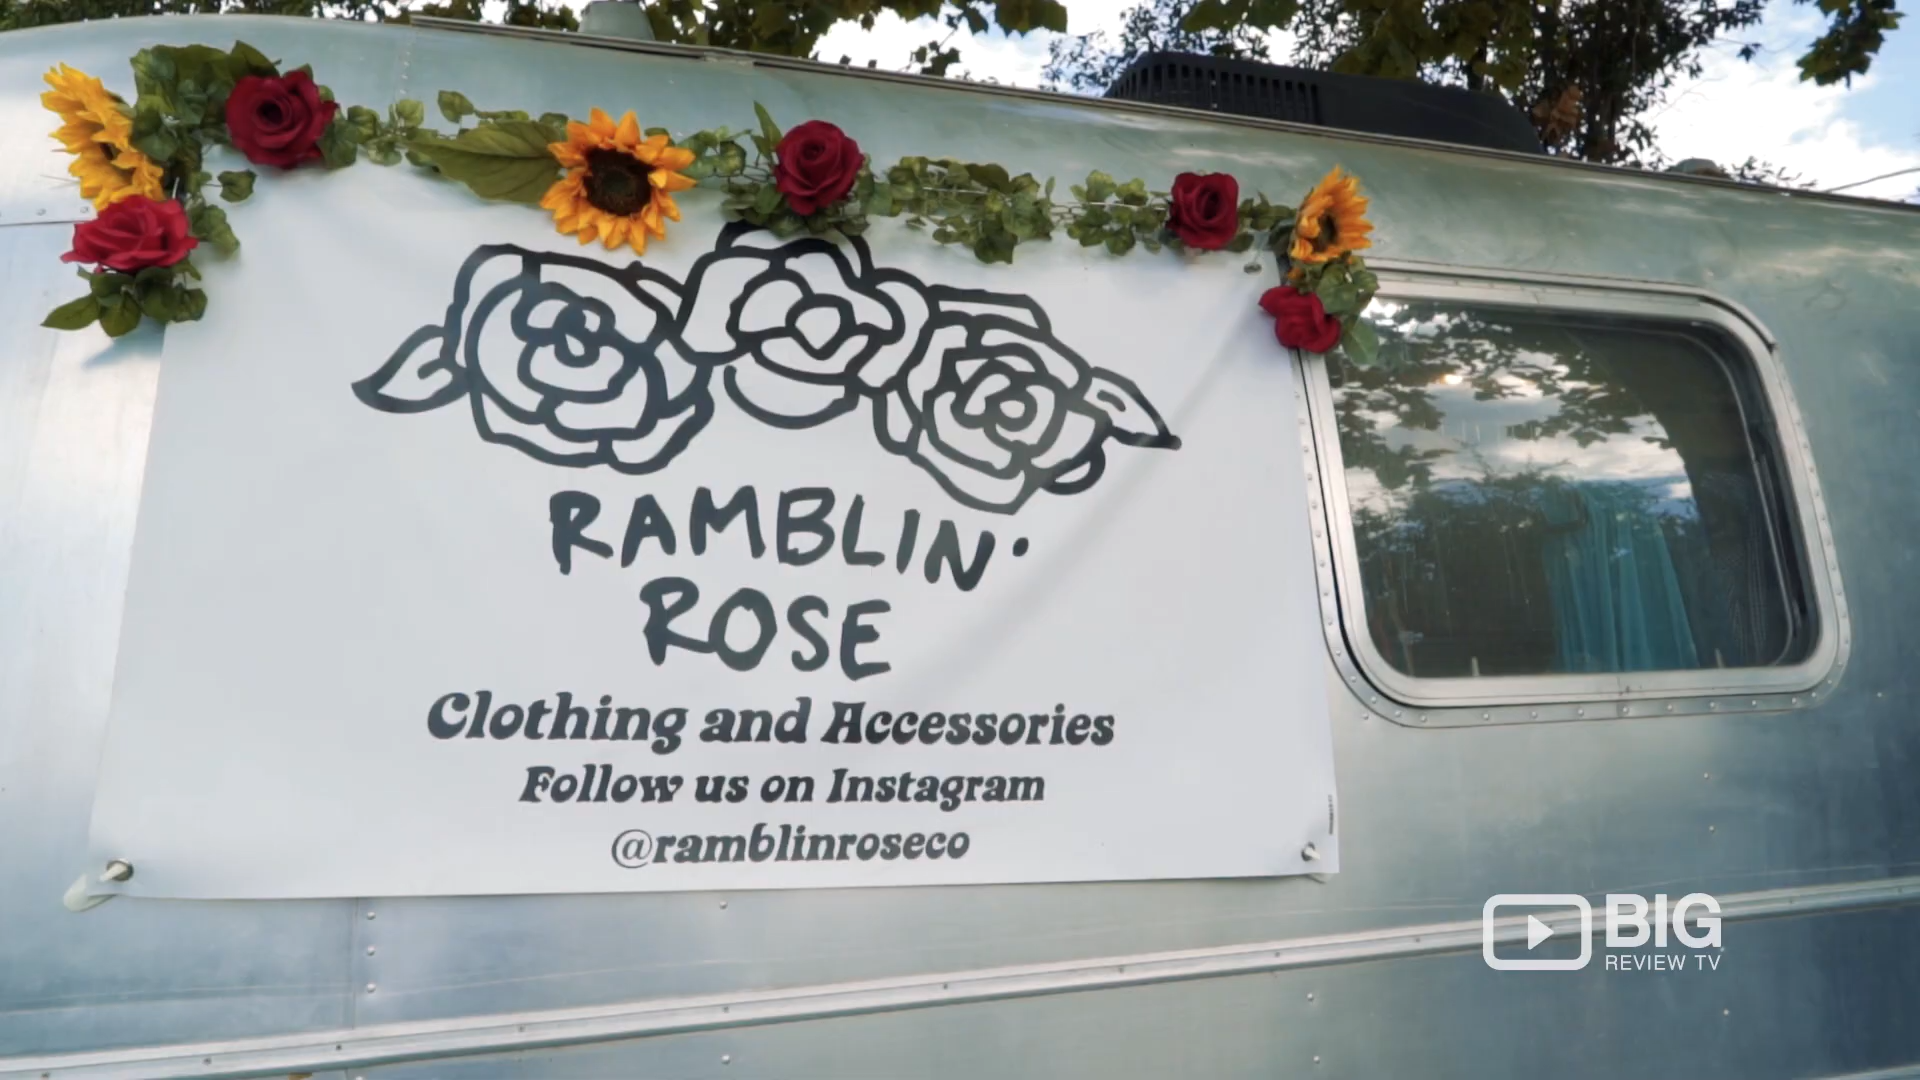 RAMBLIN'
ROSE
Clothing and Accessories
Follow us on Instagram
@ramblinroseco
BIG
REVIEW TV